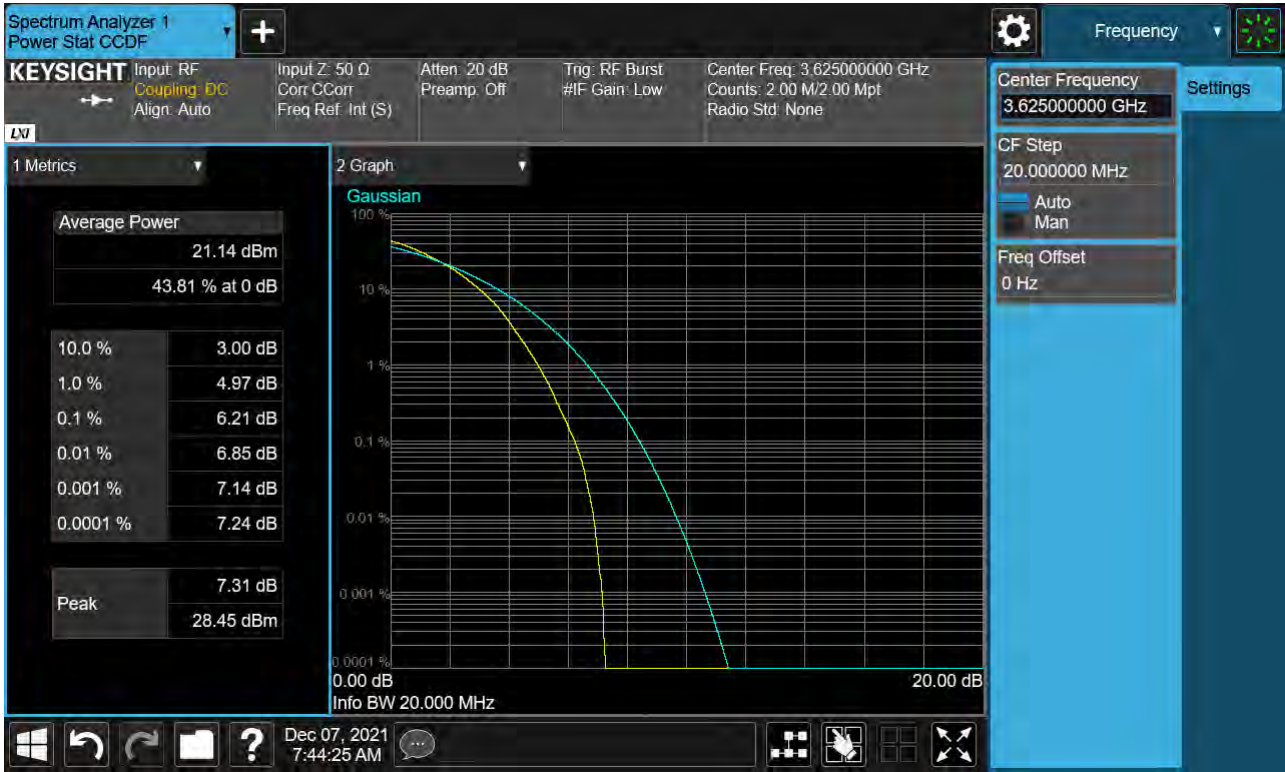 Spectrum Analyzer 1
Power Stat CCDF
Frequency
KEYSIGHT
Input: RF
Coupling: DC
Align: Auto
Input Z: 50 Ω
Corr CCorr
Freq Ref: Int (S)
Atten: 20 dB
Preamp: Off
Trig: RF Burst
#IF Gain: Low
Center Freq: 3.625000000 GHz
Counts: 2.00 M/2.00 Mpt
Radio Std: None
LXI
Center Frequency
3.625000000 GHz
Settings
CF Step
20.000000 MHz
Auto
Man
Freq Offset
0 Hz
1 Metrics
Average Power
21.14 dBm
43.81 % at 0 dB
10.0 % 3.00 dB
1.0 % 4.97 dB
0.1 % 6.21 dB
0.01 % 6.85 dB
0.001 % 7.14 dB
0.0001 % 7.24 dB
Peak
7.31 dB
28.45 dBm
2 Graph
Gaussian
100 %
10 %
1 %
0.1 %
0.01 %
0.001 %
0.0001 %
0.00 dB 20.00 dB
Info BW 20.000 MHz
?
Dec 07, 2021
7:44:25 AM